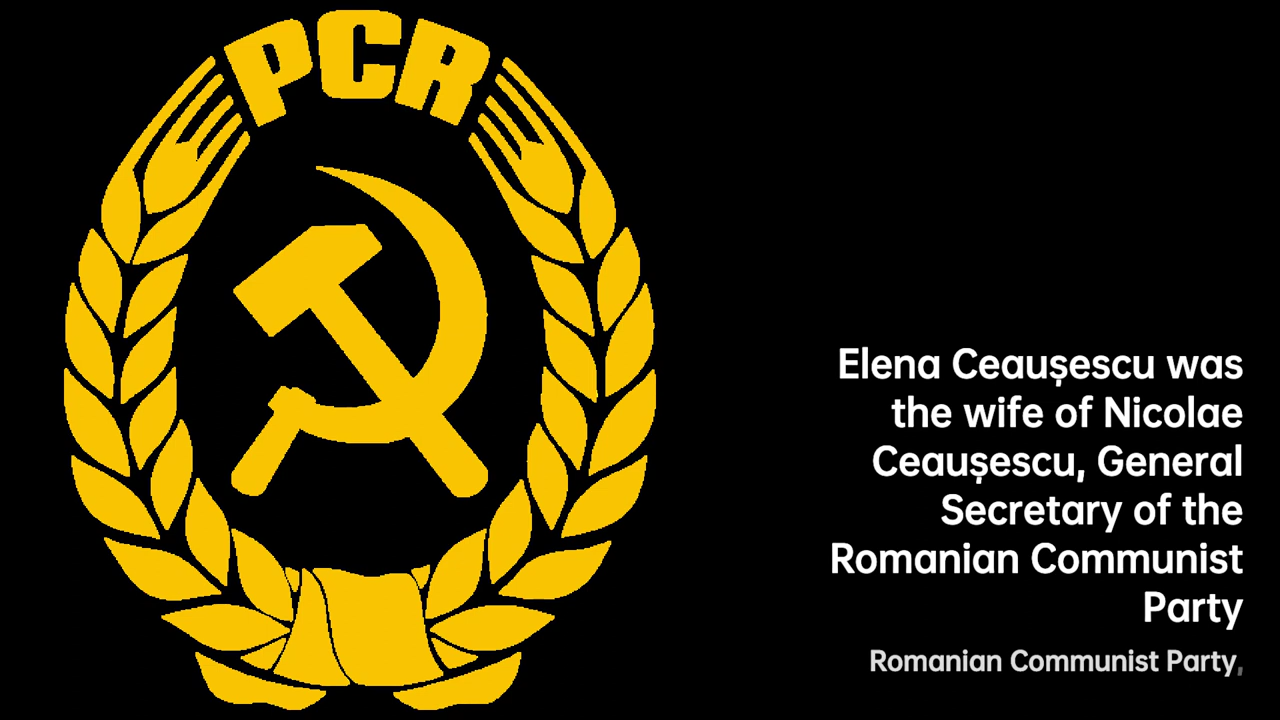 PCR
Elena Ceaușescu was
the wife of Nicolae
Ceaușescu, General
Secretary of the
Romanian Communist
Party
Romanian Communist Party,